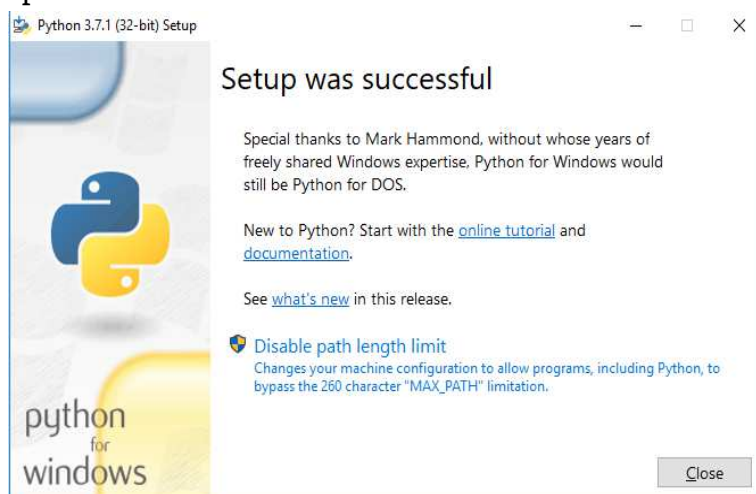 Python 3.7.1 (32-bit) Setup
Setup was successful
Special thanks to Mark Hammond, without whose years of
freely shared Windows expertise, Python for Windows would
still be Python for DOS.
New to Python? Start with the online tutorial and
documentation.
See what's new in this release.
Disable path length limit
Changes your machine configuration to allow programs, including Python, to
bypass the 260 character "MAX_PATH" limitation.
python
for
windows
Close